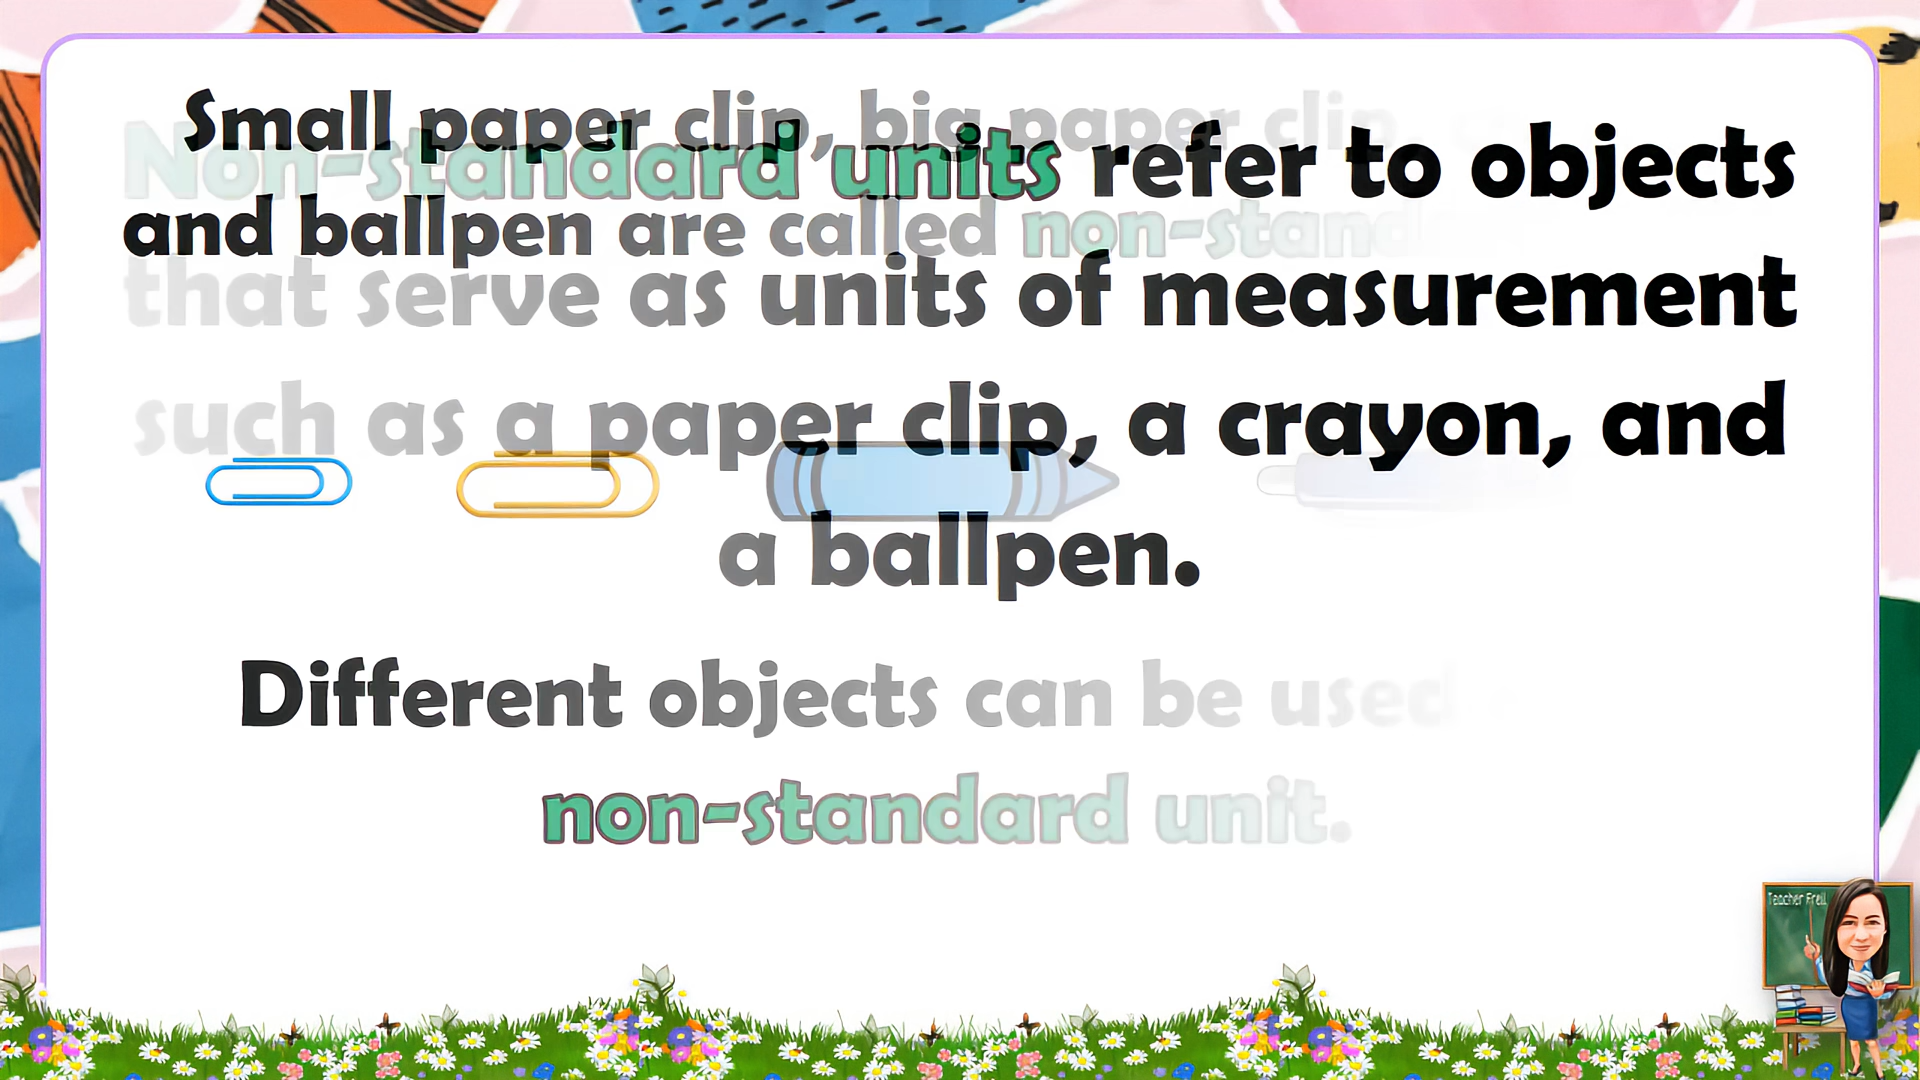 Small paper clip, big paper clip,
and ballpen are called non-stand
Non-standard units refer to objects
that serve as units of measurement
such as a paper clip, a crayon, and
a ballpen.
Different objects can be used
non-standard unit.
Teacher Frell